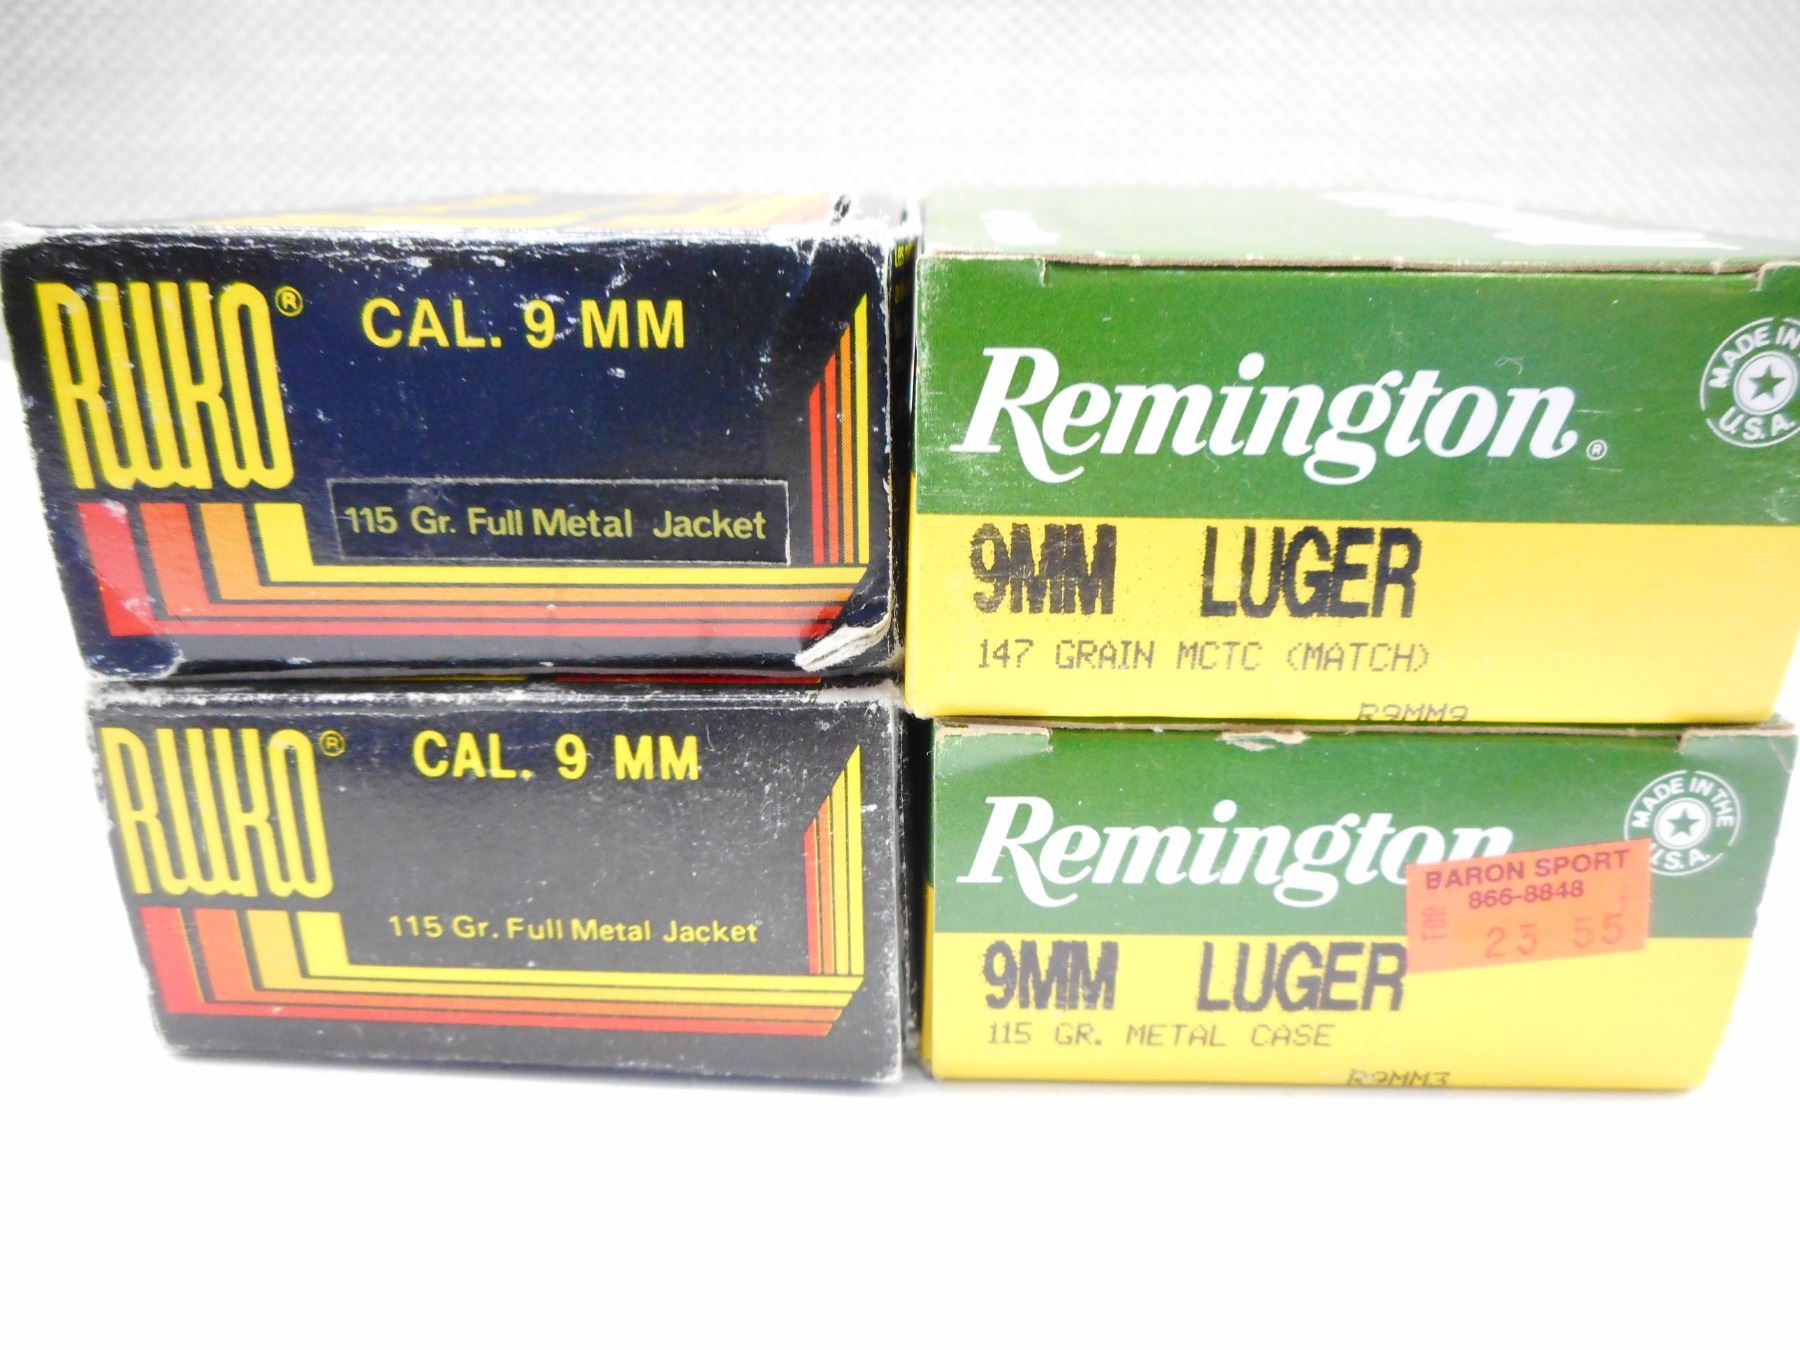 RWKO®
CAL. 9 MM
115 Gr. Full Metal Jacket
RWKO®
CAL. 9 MM
115 Gr. Full Metal Jacket
Remington®
MADE IN
U.S.A.
9MM LUGER
147 GRAIN MCTC (MATCH)
R9MM9
Remington
MADE IN THE
U.S.A.
BARON SPORT
866-8848
FOR
23 55
9MM LUGER
115 GR. METAL CASE
R9MM3